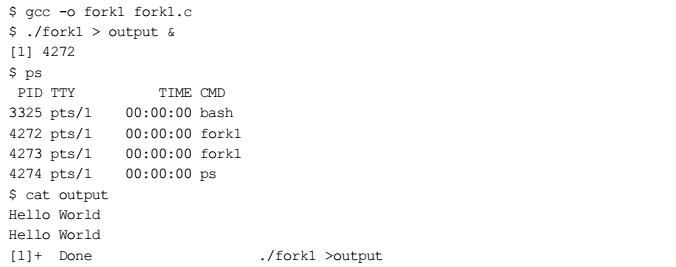 $ gcc -o fork1 fork1.c
$ ./fork1 > output &
[1] 4272
$ ps
PID TTY TIME CMD
3325 pts/1 00:00:00 bash
4272 pts/1 00:00:00 fork1
4273 pts/1 00:00:00 fork1
4274 pts/1 00:00:00 ps
$ cat output
Hello World
Hello World
[1]+ Done ./fork1 >output